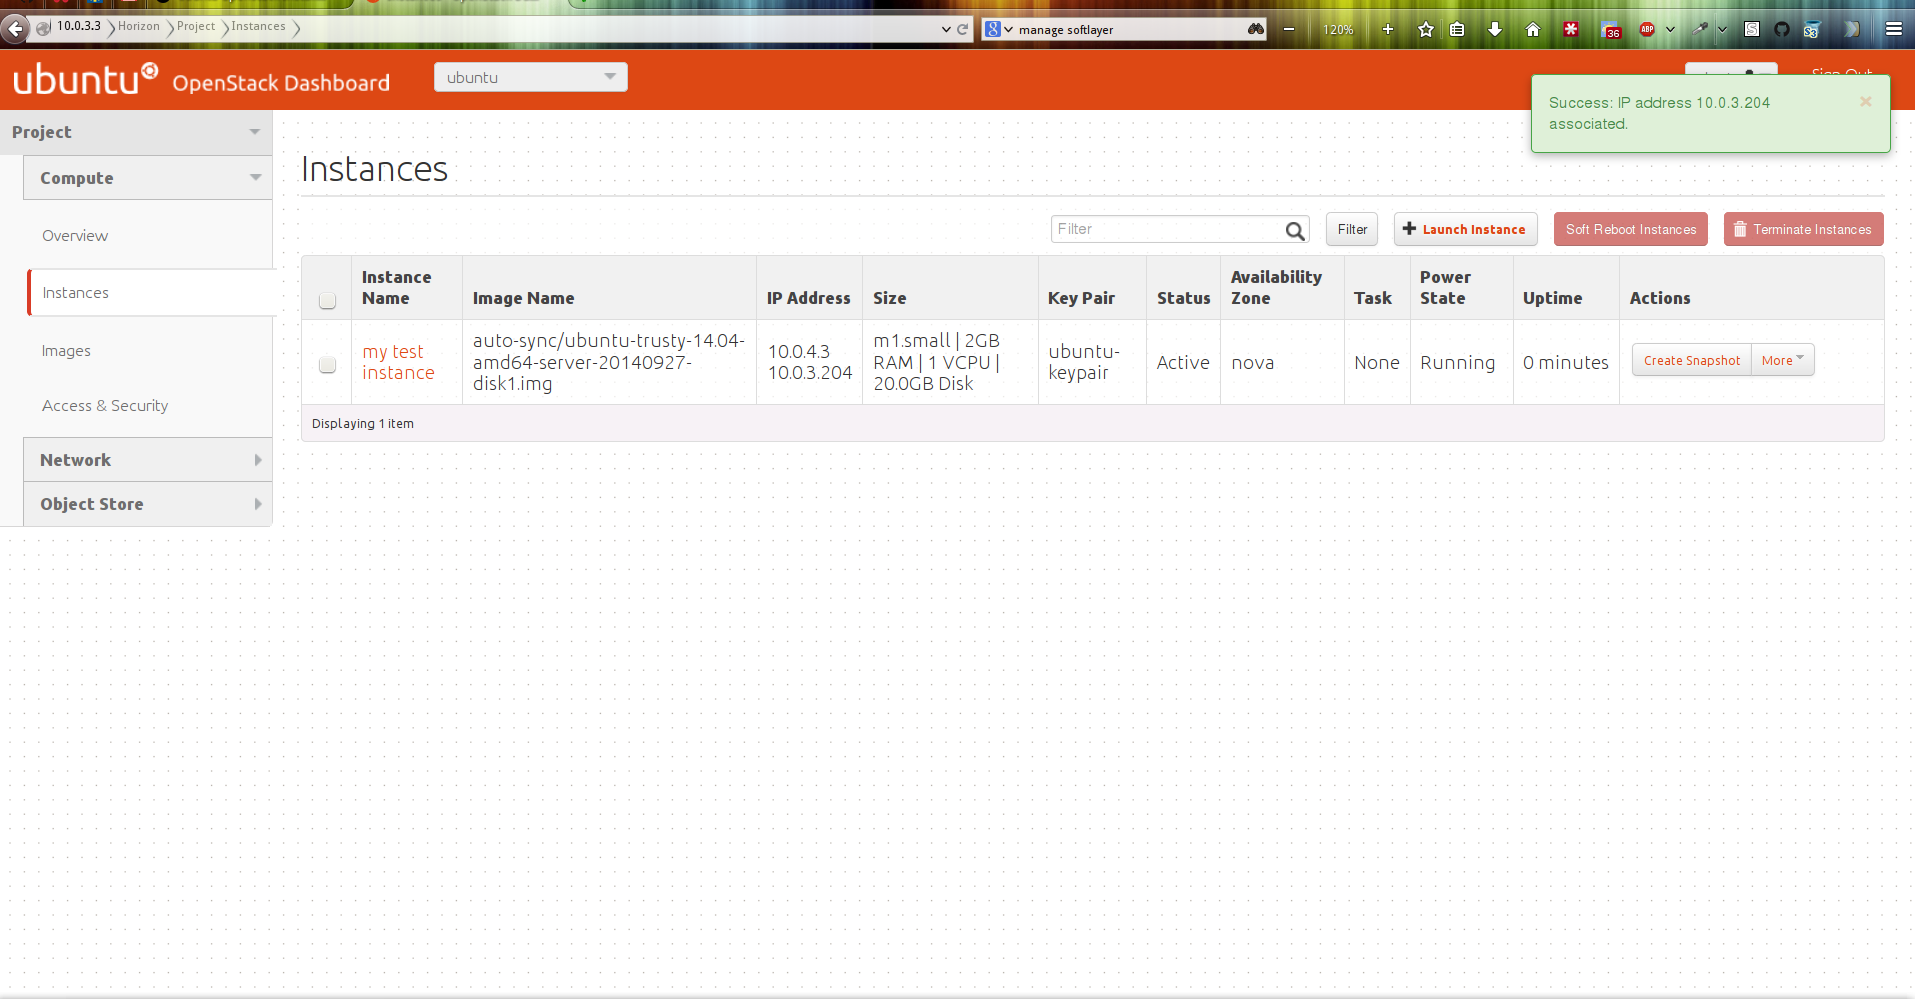 10.0.3.3 Horizon Project Instances
manage softlayer
120%
36
ABP
S3
ubuntu OpenStack Dashboard
ubuntu
Sign Out
Success: IP address 10.0.3.204
associated.
×
Project
Compute
Overview
Instances
Images
Access & Security
Network
Object Store
Instances
Filter
Filter
Launch Instance
Soft Reboot Instances
Terminate Instances
Instance
Name
Image Name
IP Address
Size
Key Pair
Status
Availability
Zone
Task
Power
State
Uptime
Actions
my test
instance
auto-sync/ubuntu-trusty-14.04-
amd64-server-20140927-
disk1.img
10.0.4.3
10.0.3.204
m1.small | 2GB
RAM | 1 VCPU |
20.0GB Disk
ubuntu-
keypair
Active
nova
None
Running
0 minutes
Create Snapshot
More
Displaying 1 item